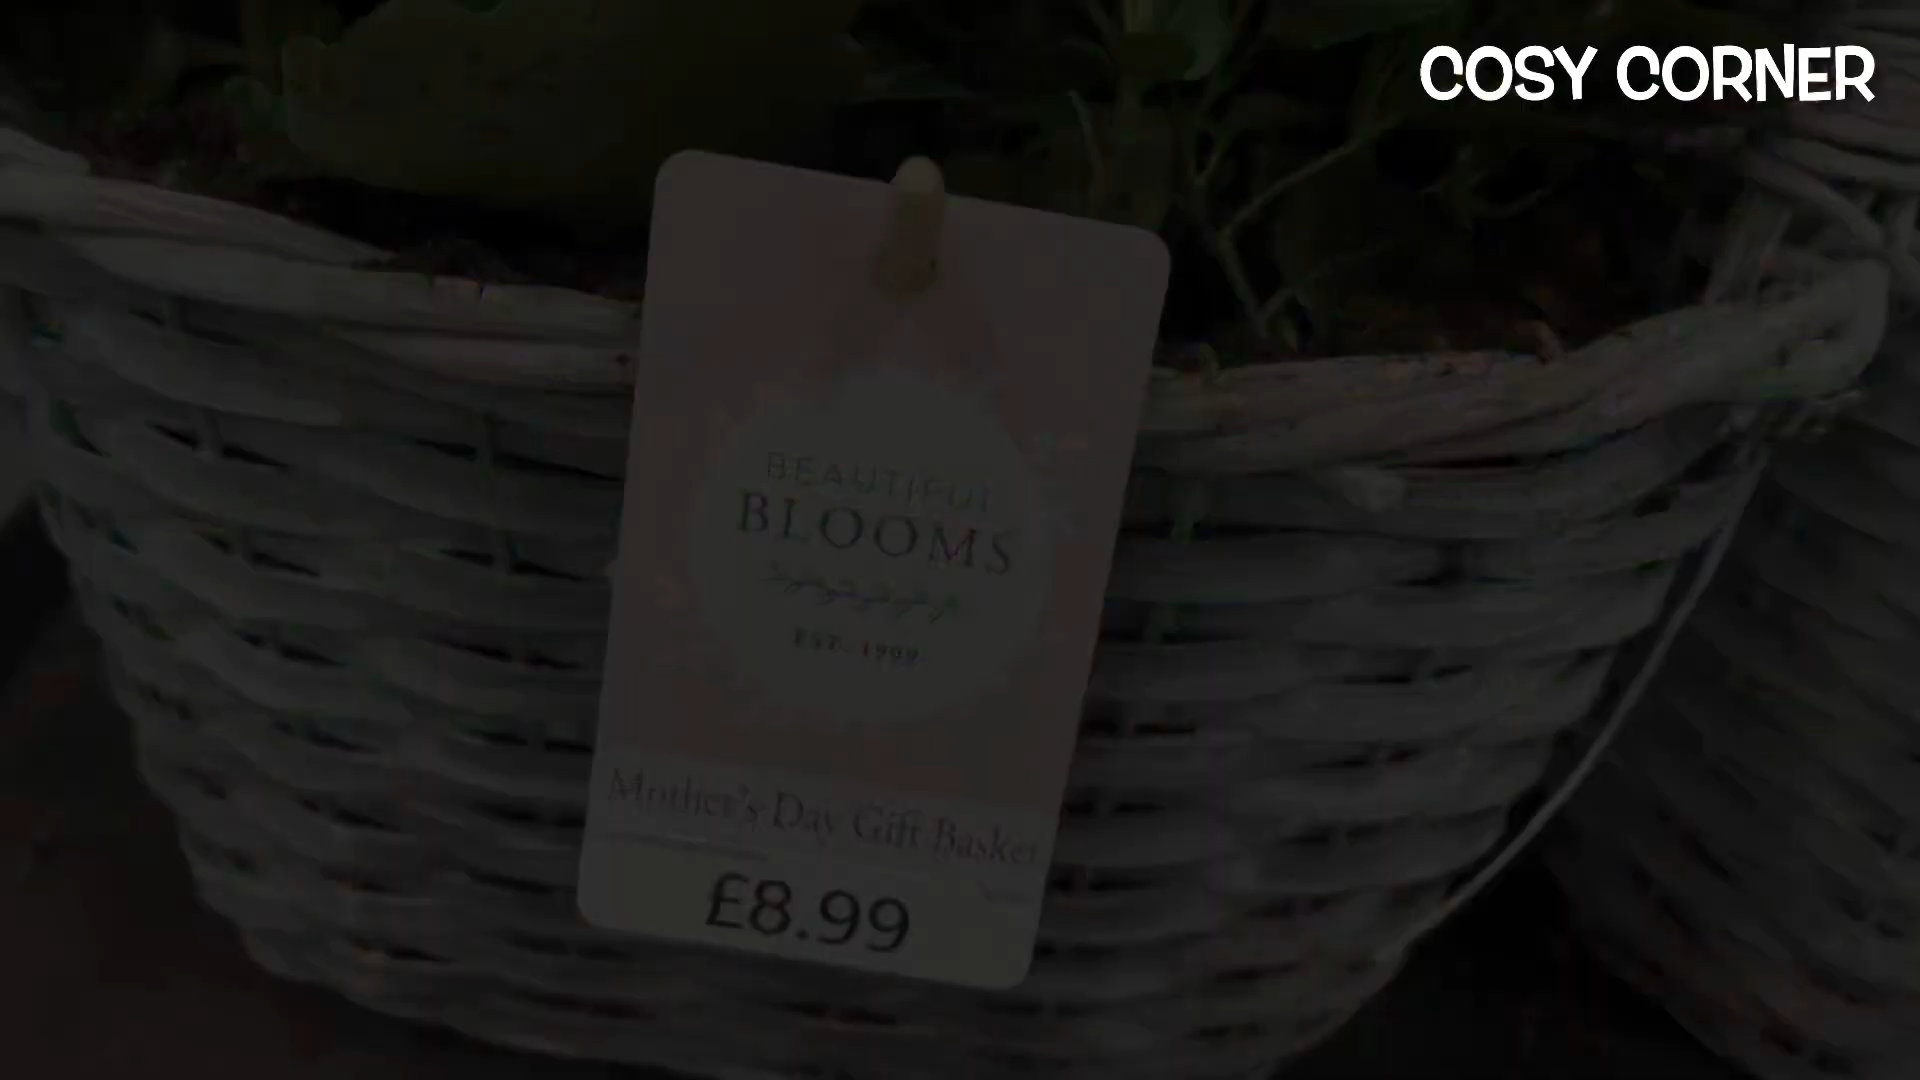 COSY CORNER
BEAUTIFUL
BLOOMS
EST. 1999
Mother's Day Gift Basket
£8.99